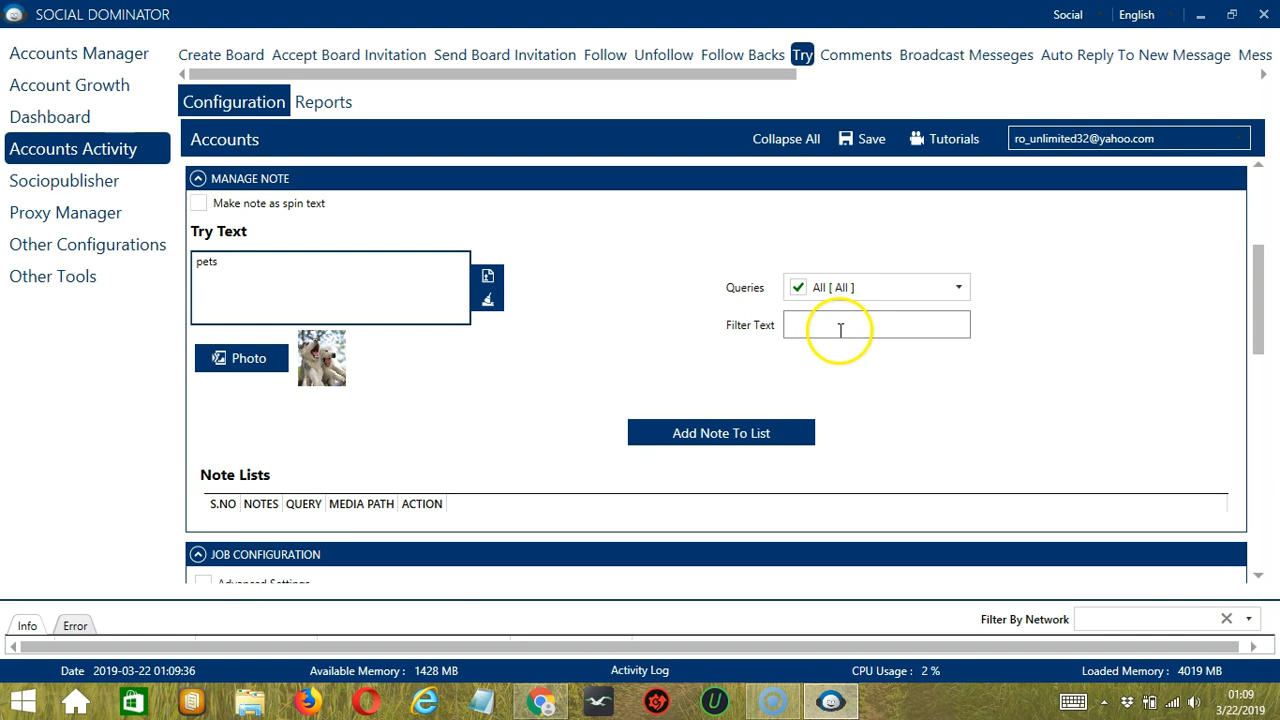 SOCIAL DOMINATOR
Social
English
Accounts Manager
Account Growth
Dashboard
Accounts Activity
Sociopublisher
Proxy Manager
Other Configurations
Other Tools
Create Board Accept Board Invitation Send Board Invitation Follow Unfollow Follow Backs Try Comments Broadcast Messeges Auto Reply To New Message Mess
Configuration Reports
Accounts
Collapse All Save Tutorials ro_unlimited32@yahoo.com
MANAGE NOTE
Make note as spin text
Try Text
pets
Queries All [ All ]
Filter Text
Photo
Add Note To List
Note Lists
S.NO NOTES QUERY MEDIA PATH ACTION
JOB CONFIGURATION
Advanced Settings
Info Error Filter By Network
Date 2019-03-22 01:09:36 Available Memory : 1428 MB Activity Log CPU Usage : 2 % Loaded Memory : 4019 MB
01:09
3/22/2019